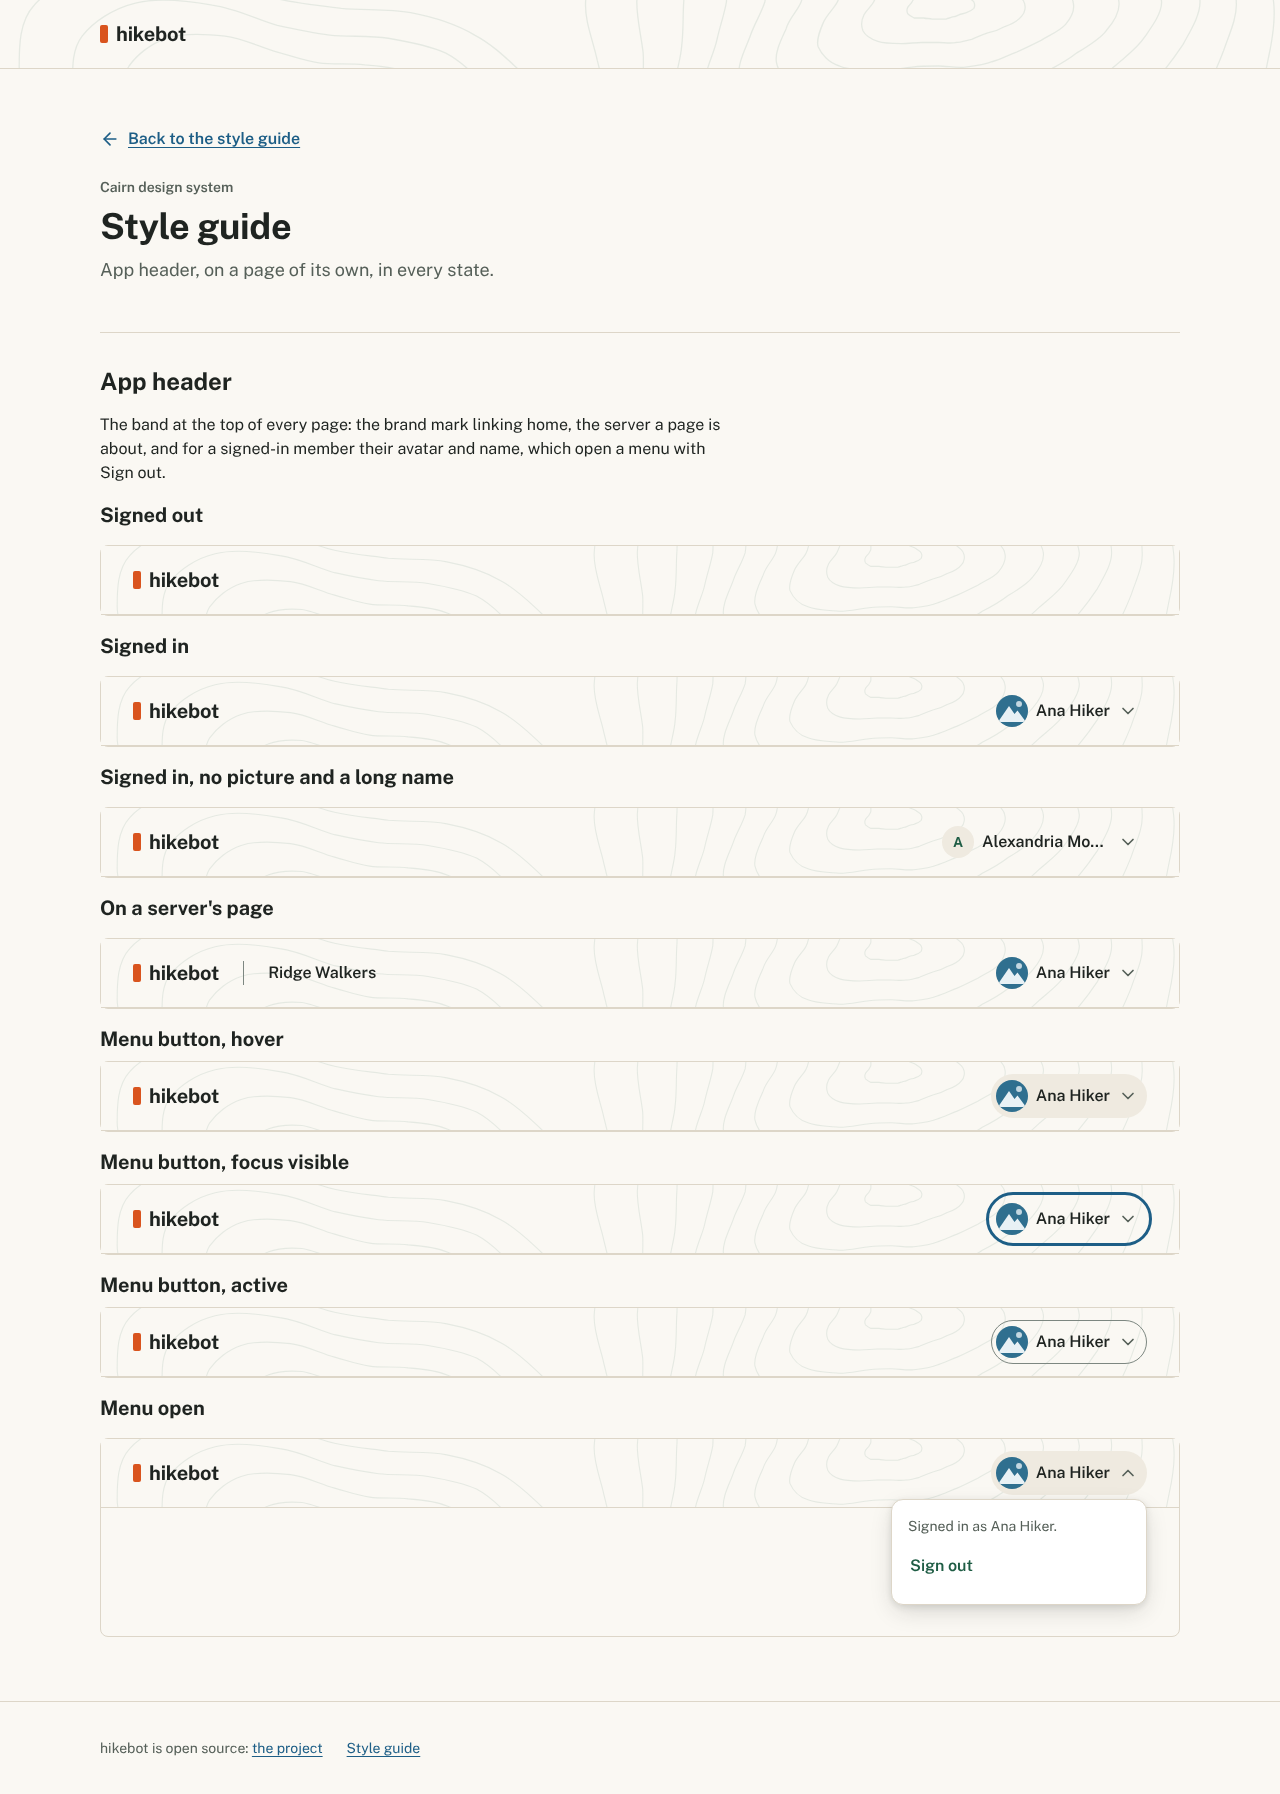 hikebot
Back to the style guide
Cairn design system
Style guide
App header, on a page of its own, in every state.
App header
The band at the top of every page: the brand mark linking home, the server a page is
about, and for a signed-in member their avatar and name, which open a menu with
Sign out.
Signed out
hikebot
Signed in
hikebot
Ana Hiker
Signed in, no picture and a long name
hikebot
A
Alexandria Mo...
On a server's page
hikebot
Ridge Walkers
Ana Hiker
Menu button, hover
hikebot
Ana Hiker
Menu button, focus visible
hikebot
Ana Hiker
Menu button, active
hikebot
Ana Hiker
Menu open
hikebot
Ana Hiker
Signed in as Ana Hiker.
Sign out
hikebot is open source: the project
Style guide